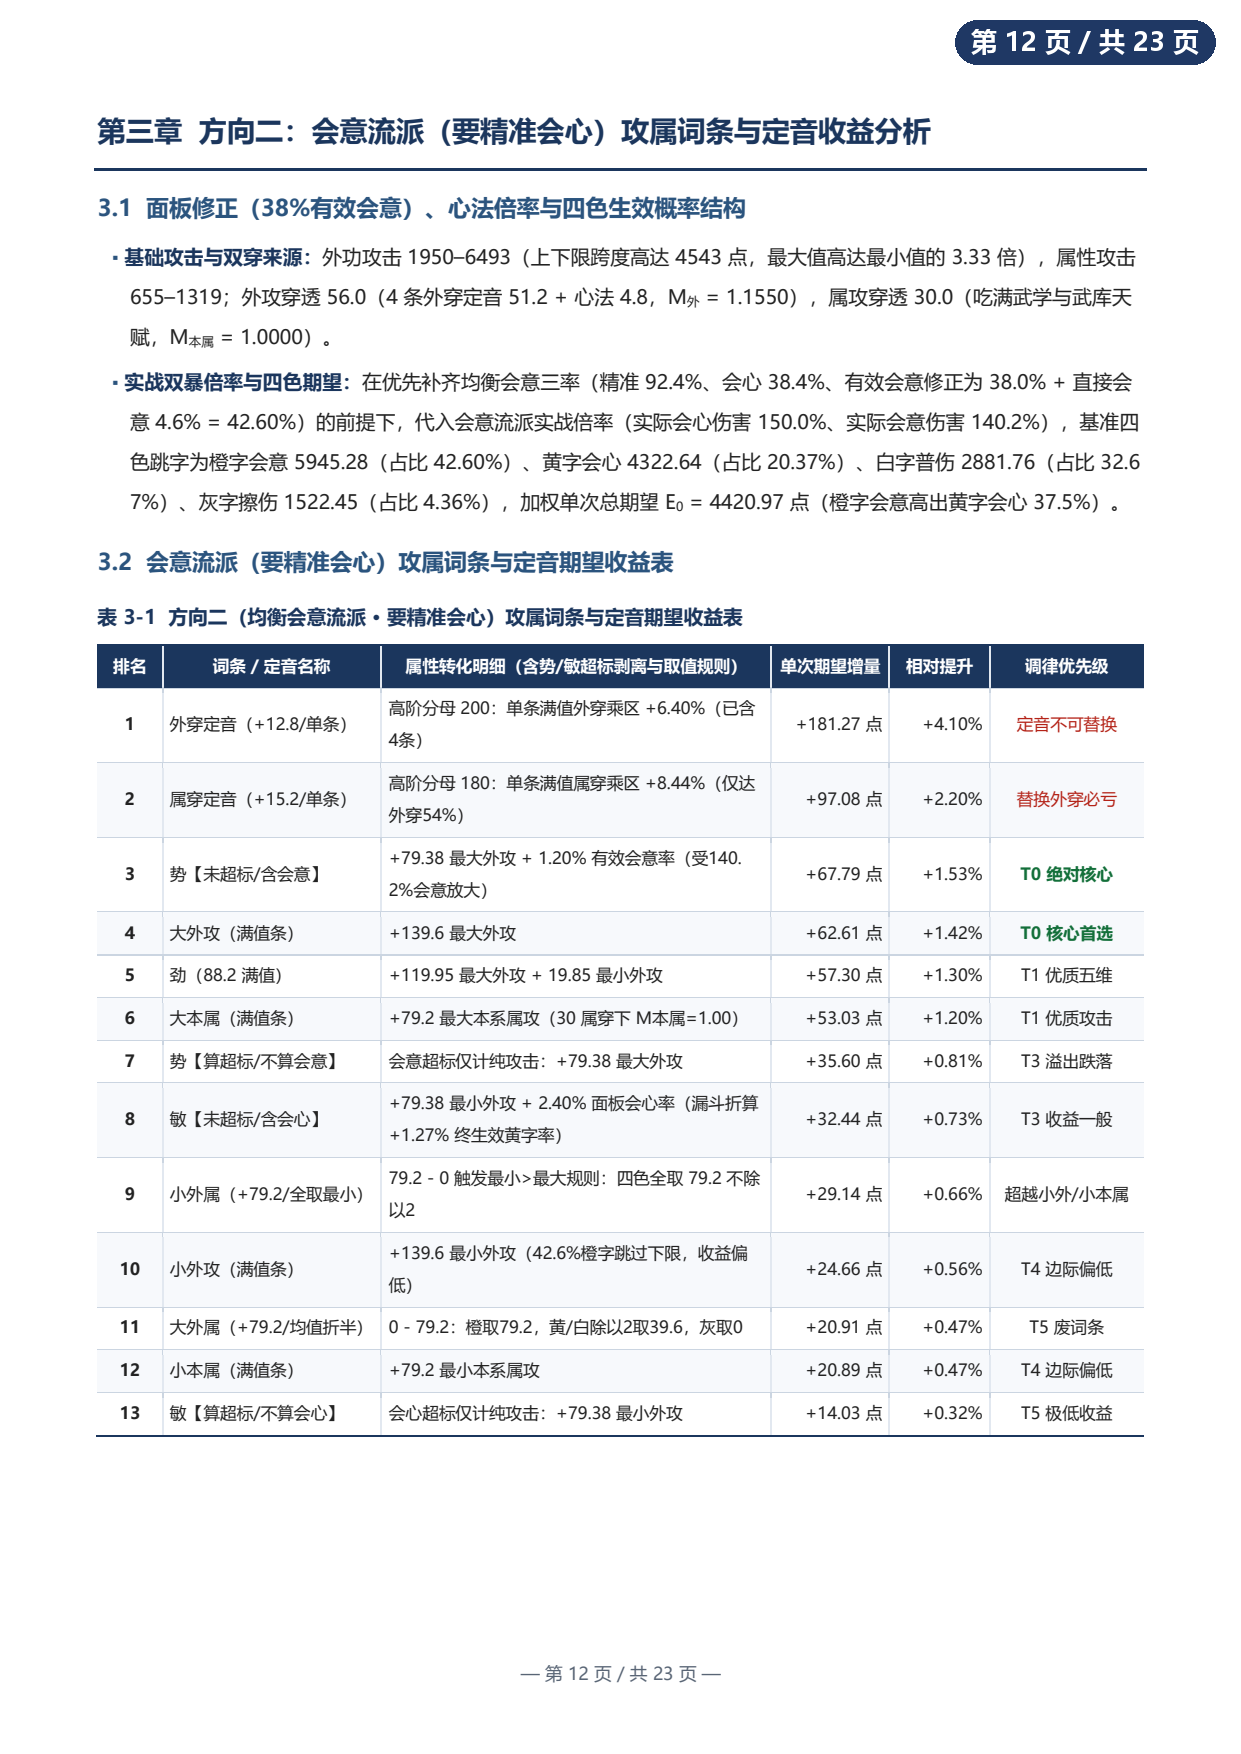 第 12 页 / 共 23 页
第三章 方向二：会意流派（要精准会心）攻属词条与定音收益分析
3.1 面板修正（38%有效会意）、心法倍率与四色生效概率结构
▪ 基础攻击与双穿来源：外功攻击 1950–6493（上下限跨度高达 4543 点，最大值高达最小值的 3.33 倍），属性攻击
655–1319；外攻穿透 56.0（4 条外穿定音 51.2 + 心法 4.8，M外 = 1.1550），属攻穿透 30.0（吃满武学与武库天
赋，M本属 = 1.0000）。
▪ 实战双暴倍率与四色期望：在优先补齐均衡会意三率（精准 92.4%、会心 38.4%、有效会意修正为 38.0% + 直接会
意 4.6% = 42.60%）的前提下，代入会意流派实战倍率（实际会心伤害 150.0%、实际会意伤害 140.2%），基准四
色跳字为橙字会意 5945.28（占比 42.60%）、黄字会心 4322.64（占比 20.37%）、白字普伤 2881.76（占比 32.6
7%）、灰字擦伤 1522.45（占比 4.36%），加权单次总期望 E₀ = 4420.97 点（橙字会意高出黄字会心 37.5%）。
3.2 会意流派（要精准会心）攻属词条与定音期望收益表
表 3-1 方向二（均衡会意流派 • 要精准会心）攻属词条与定音期望收益表
排名 词条 / 定音名称 属性转化明细（含势/敏超标剥离与取值规则） 单次期望增量 相对提升 调律优先级
1 外穿定音（+12.8/单条） 高阶分母 200：单条满值外穿乘区 +6.40%（已含
4条） +181.27 点 +4.10% 定音不可替换
2 属穿定音（+15.2/单条） 高阶分母 180：单条满值属穿乘区 +8.44%（仅达
外穿54%） +97.08 点 +2.20% 替换外穿必亏
3 势【未超标/含会意】 +79.38 最大外攻 + 1.20% 有效会意率（受140.
2%会意放大） +67.79 点 +1.53% T0 绝对核心
4 大外攻（满值条） +139.6 最大外攻 +62.61 点 +1.42% T0 核心首选
5 劲（88.2 满值） +119.95 最大外攻 + 19.85 最小外攻 +57.30 点 +1.30% T1 优质五维
6 大本属（满值条） +79.2 最大本系属攻（30 属穿下 M本属=1.00） +53.03 点 +1.20% T1 优质攻击
7 势【算超标/不算会意】 会意超标仅计纯攻击：+79.38 最大外攻 +35.60 点 +0.81% T3 溢出跌落
8 敏【未超标/含会心】 +79.38 最小外攻 + 2.40% 面板会心率（漏斗折算
+1.27% 终生效黄字率） +32.44 点 +0.73% T3 收益一般
9 小外属（+79.2/全取最小） 79.2 - 0 触发最小>最大规则：四色全取 79.2 不除
以2 +29.14 点 +0.66% 超越小外/小本属
10 小外攻（满值条） +139.6 最小外攻（42.6%橙字跳过下限，收益偏
低） +24.66 点 +0.56% T4 边际偏低
11 大外属（+79.2/均值折半） 0 - 79.2：橙取79.2，黄/白除以2取39.6，灰取0 +20.91 点 +0.47% T5 废词条
12 小本属（满值条） +79.2 最小本系属攻 +20.89 点 +0.47% T4 边际偏低
13 敏【算超标/不算会心】 会心超标仅计纯攻击：+79.38 最小外攻 +14.03 点 +0.32% T5 极低收益
— 第 12 页 / 共 23 页 —